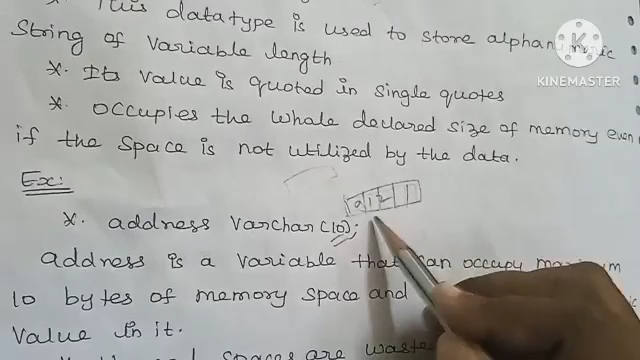 * This datatype is used to store alphanumeric
String of Variable length
* Its Value is quoted in Single quotes
* Occupies the whole declared size of memory even
if the Space is not utilized by the data.
Ex:
* address Varchar(10);
address is a Variable that can occupy maximum
10 bytes of memory space and
Value in it.
spaces are
KINEMASTER